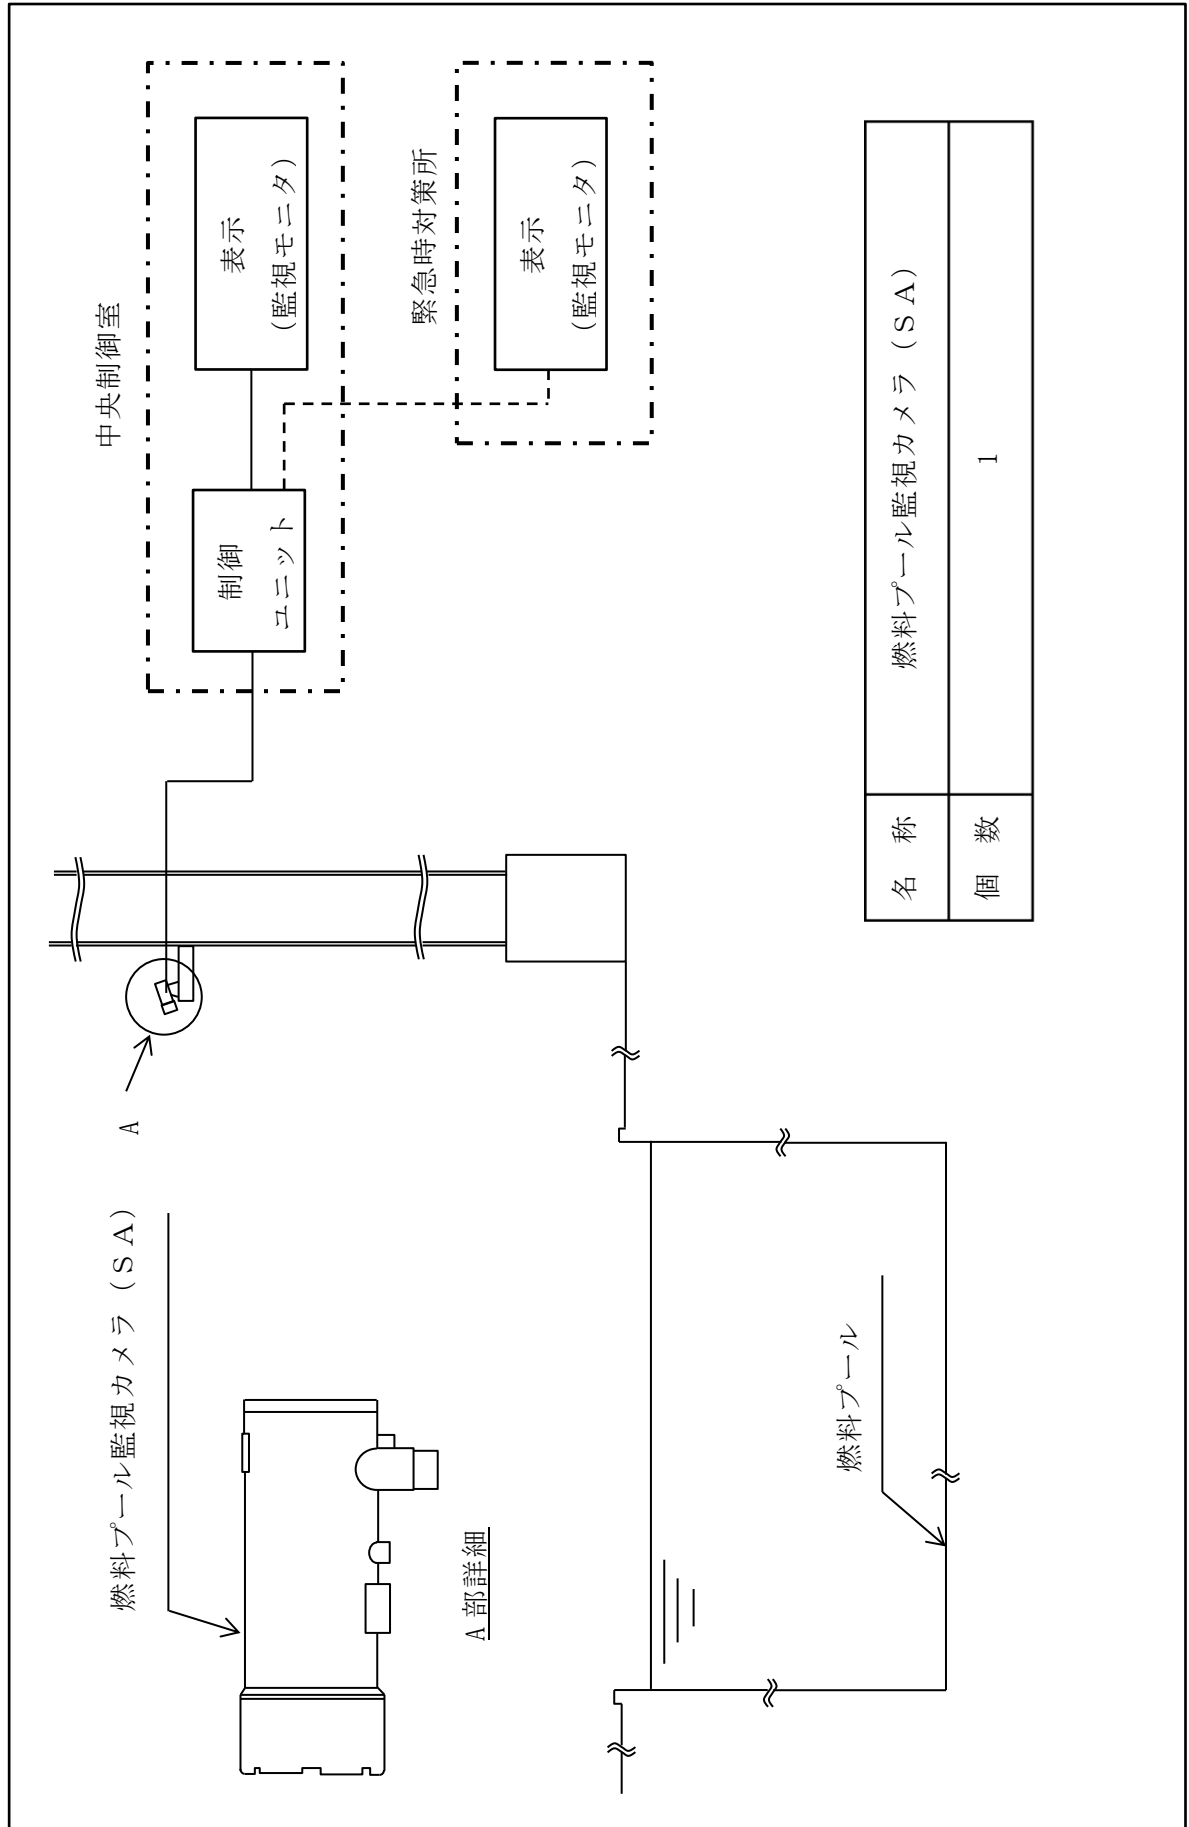 燃料プール監視カメラ（ＳＡ）
A
中央制御室
制御
ユニット
表示
(監視モニタ)
緊急時対策所
表示
(監視モニタ)
A部詳細
燃料プール
名　称　燃料プール監視カメラ（ＳＡ）
個　数　1